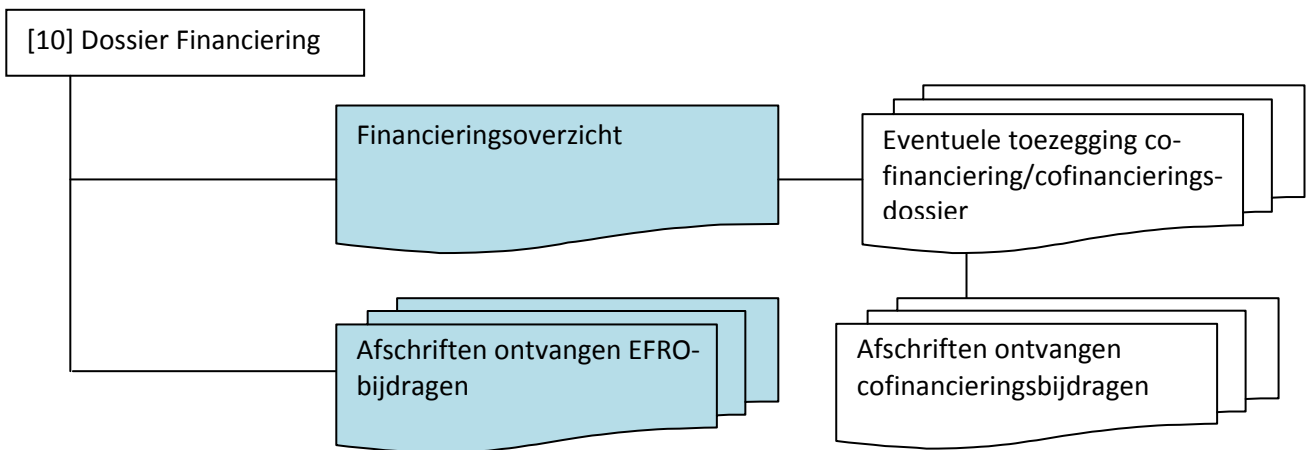 [10] Dossier Financiering
Financieringsoverzicht
Eventuele toezegging co-
financiering/cofinancierings-
dossier
Afschriften ontvangen EFRO-
bijdragen
Afschriften ontvangen
cofinancieringsbijdragen